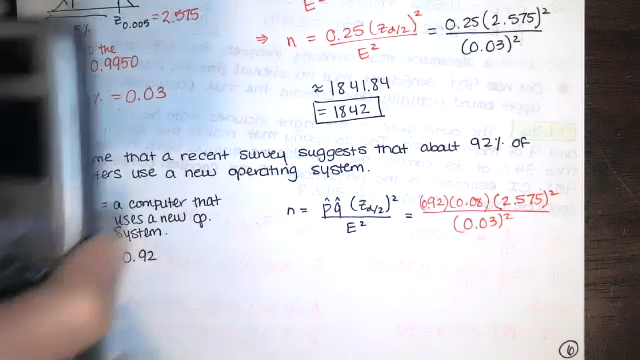 z0.005 = 2.575
E²
to the
0.9950
⇒ n = 0.25(zα/2)² / E² = 0.25(2.575)² / (0.03)²
% = 0.03
≈ 1841.84
= 1842
me that a recent survey suggests that about 92% of
ters use a new operating system.
= a computer that
uses a new op.
system.
n = p̂q̂ (zα/2)² / E² = (0.92)(0.08)(2.575)² / (0.03)²
0.92
6